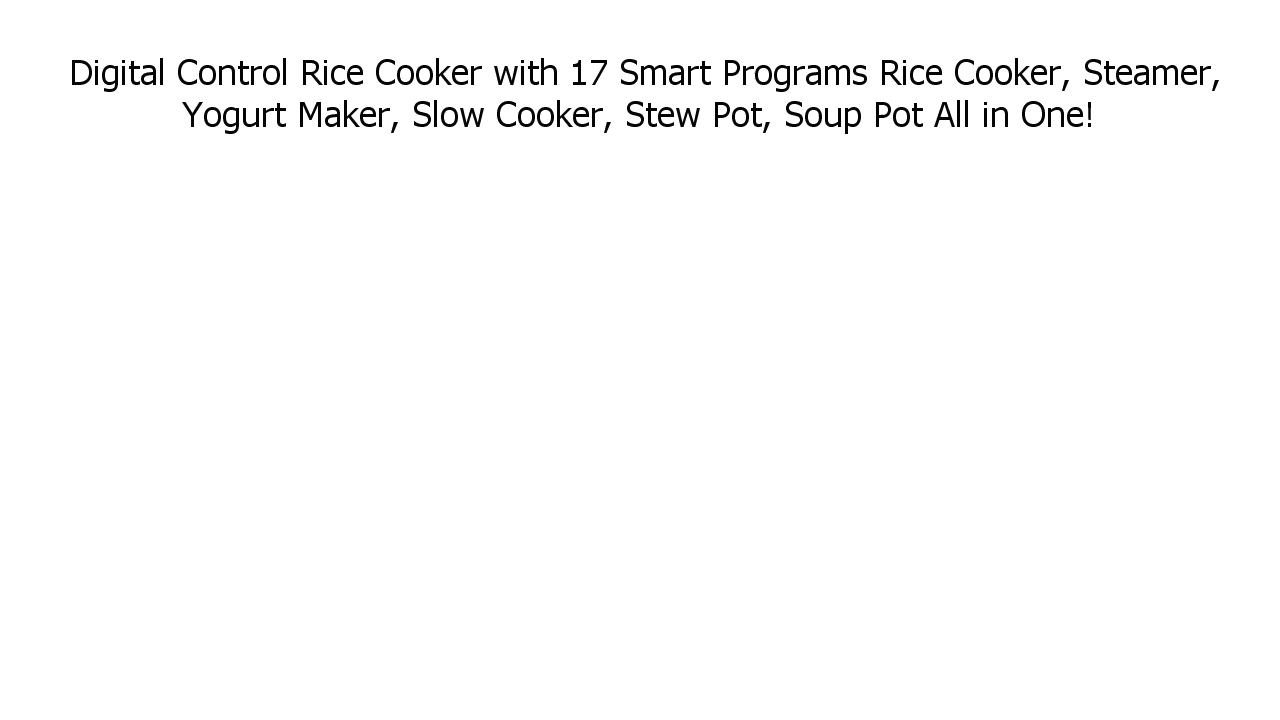 Digital Control Rice Cooker with 17 Smart Programs Rice Cooker, Steamer,
Yogurt Maker, Slow Cooker, Stew Pot, Soup Pot All in One!